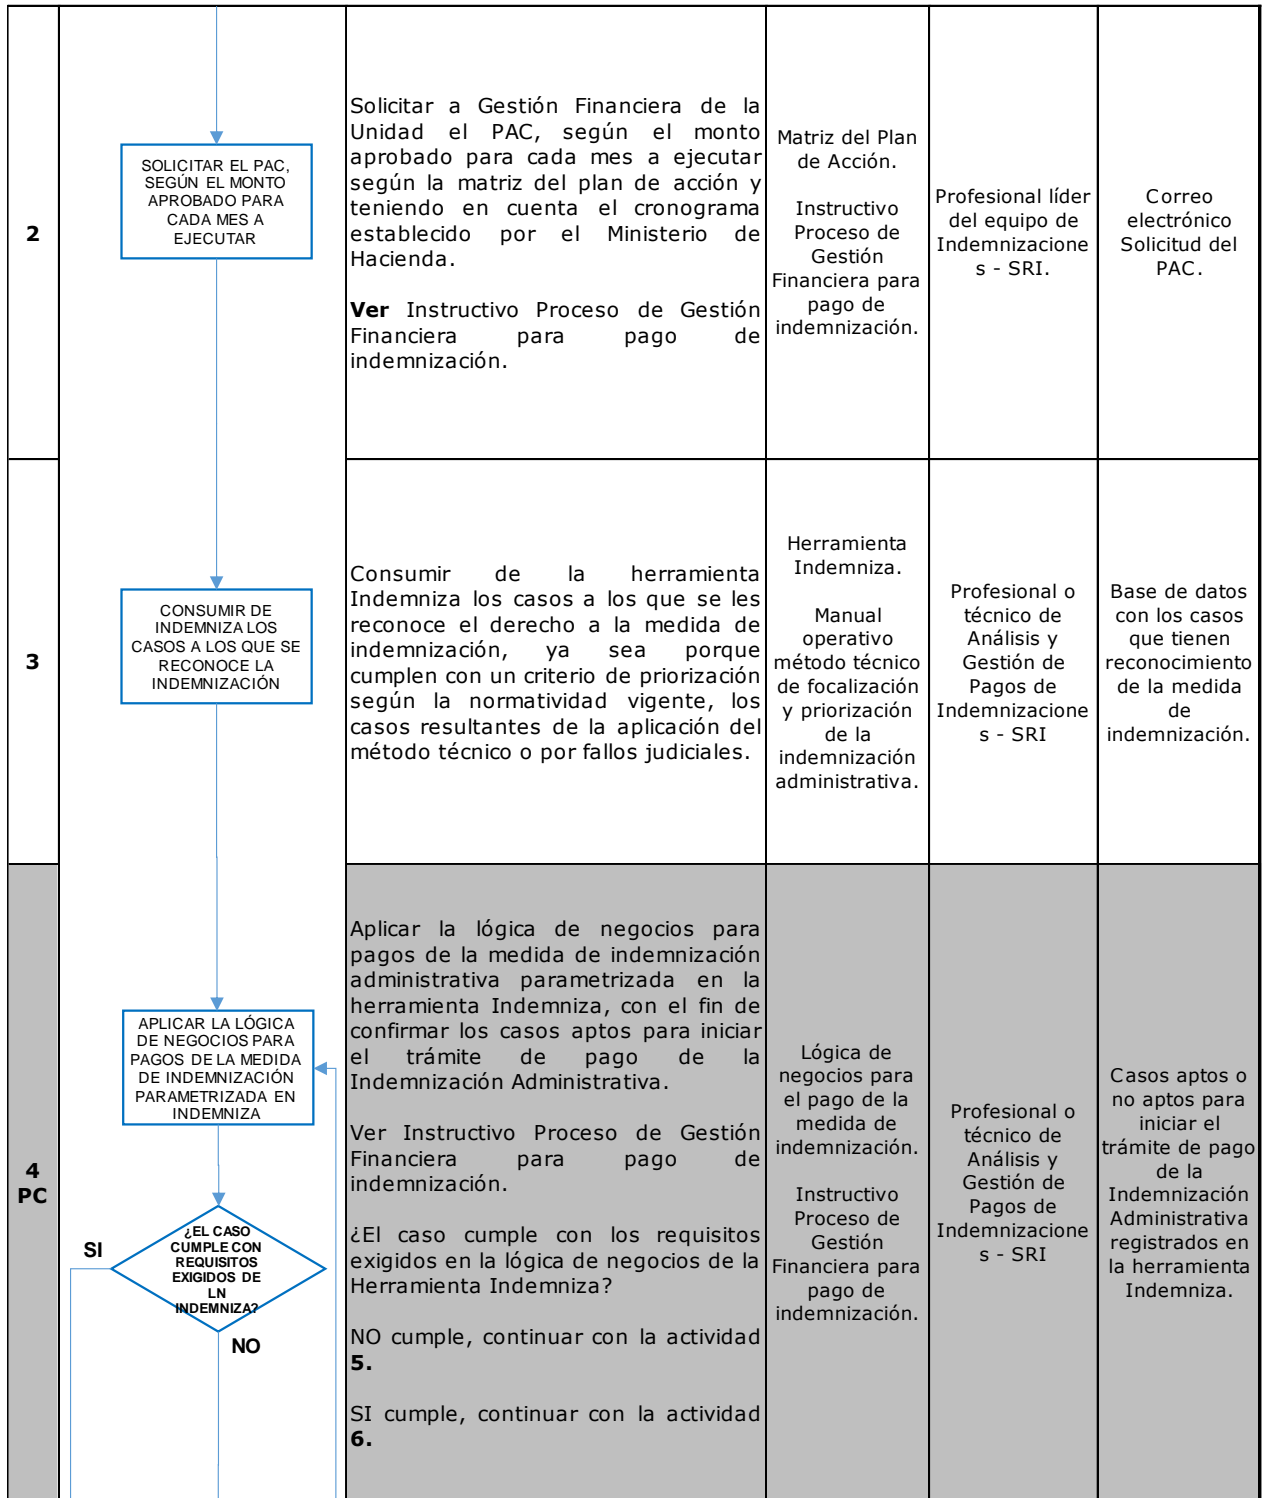 2
SOLICITAR EL PAC,
SEGÚN EL MONTO
APROBADO PARA
CADA MES A
EJECUTAR
Solicitar a Gestión Financiera de la
Unidad el PAC, según el monto
aprobado para cada mes a ejecutar
según la matriz del plan de acción y
teniendo en cuenta el cronograma
establecido por el Ministerio de
Hacienda.
Ver Instructivo Proceso de Gestión
Financiera para pago de
indemnización.
Matriz del Plan
de Acción.
Instructivo
Proceso de
Gestión
Financiera para
pago de
indemnización.
Profesional líder
del equipo de
Indemnizacione
s - SRI.
Correo
electrónico
Solicitud del
PAC.
3
CONSUMIR DE
INDEMNIZA LOS
CASOS A LOS QUE SE
RECONOCE LA
INDEMNIZACIÓN
Consumir de la herramienta
Indemniza los casos a los que se les
reconoce el derecho a la medida de
indemnización, ya sea porque
cumplen con un criterio de priorización
según la normatividad vigente, los
casos resultantes de la aplicación del
método técnico o por fallos judiciales.
Herramienta
Indemniza.
Manual
operativo
método técnico
de focalización
y priorización
de la
indemnización
administrativa.
Profesional o
técnico de
Análisis y
Gestión de
Pagos de
Indemnizacione
s - SRI
Base de datos
con los casos
que tienen
reconocimiento
de la medida
de
indemnización.
4
PC
APLICAR LA LÓGICA
DE NEGOCIOS PARA
PAGOS DE LA MEDIDA
DE INDEMNIZACIÓN
PARAMETRIZADA EN
INDEMNIZA
¿EL CASO
CUMPLE CON
REQUISITOS
EXIGIDOS DE
LN
INDEMNIZA?
SI
NO
Aplicar la lógica de negocios para
pagos de la medida de indemnización
administrativa parametrizada en la
herramienta Indemniza, con el fin de
confirmar los casos aptos para iniciar
el trámite de pago de la
Indemnización Administrativa.
Ver Instructivo Proceso de Gestión
Financiera para pago de
indemnización.
¿El caso cumple con los requisitos
exigidos en la lógica de negocios de la
Herramienta Indemniza?
NO cumple, continuar con la actividad
5.
SI cumple, continuar con la actividad
6.
Lógica de
negocios para
el pago de la
medida de
indemnización.
Instructivo
Proceso de
Gestión
Financiera para
pago de
indemnización.
Profesional o
técnico de
Análisis y
Gestión de
Pagos de
Indemnizacione
s - SRI
Casos aptos o
no aptos para
iniciar el
trámite de pago
de la
Indemnización
Administrativa
registrados en
la herramienta
Indemniza.